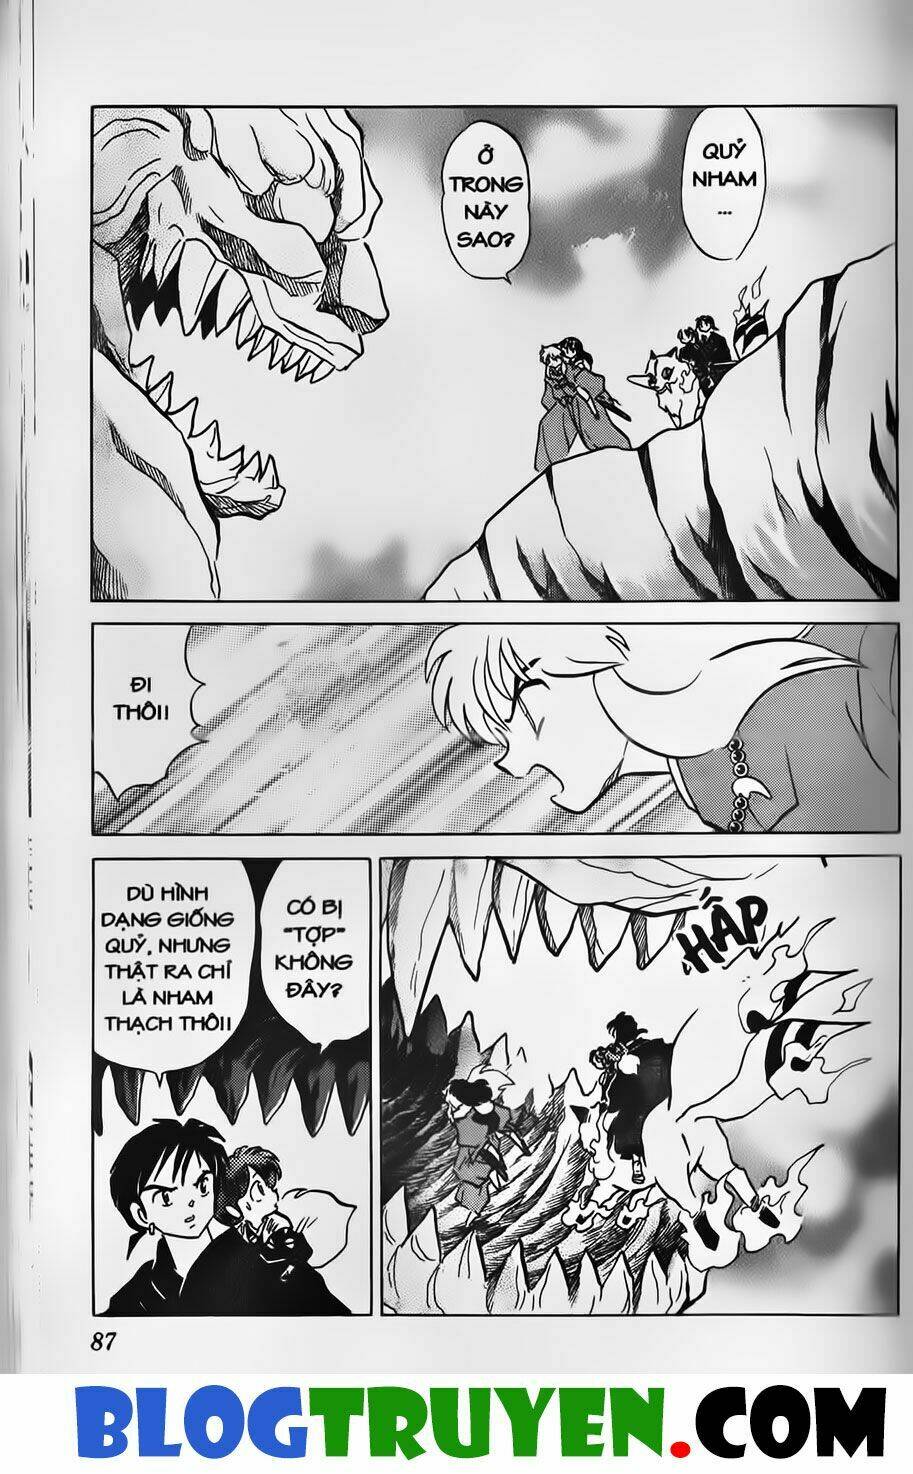 QUỶ
NHAM
...
Ở
TRONG
NÀY
SAO?
ĐI
THÔI!
HẤP
CÓ BỊ
"TỢP"
KHÔNG
ĐÂY?
DÙ HÌNH
DẠNG GIỐNG
QUỶ, NHƯNG
THẬT RA CHỈ
LÀ NHAM
THẠCH THÔI!
87
BLOGTRUYEN.COM